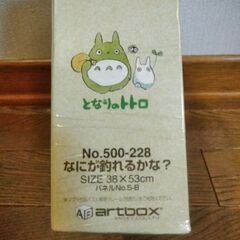 となりのトトロ
No.500-228
なにが釣れるかな?
SIZE 38×53cm
パネルNo.5-B
artbox